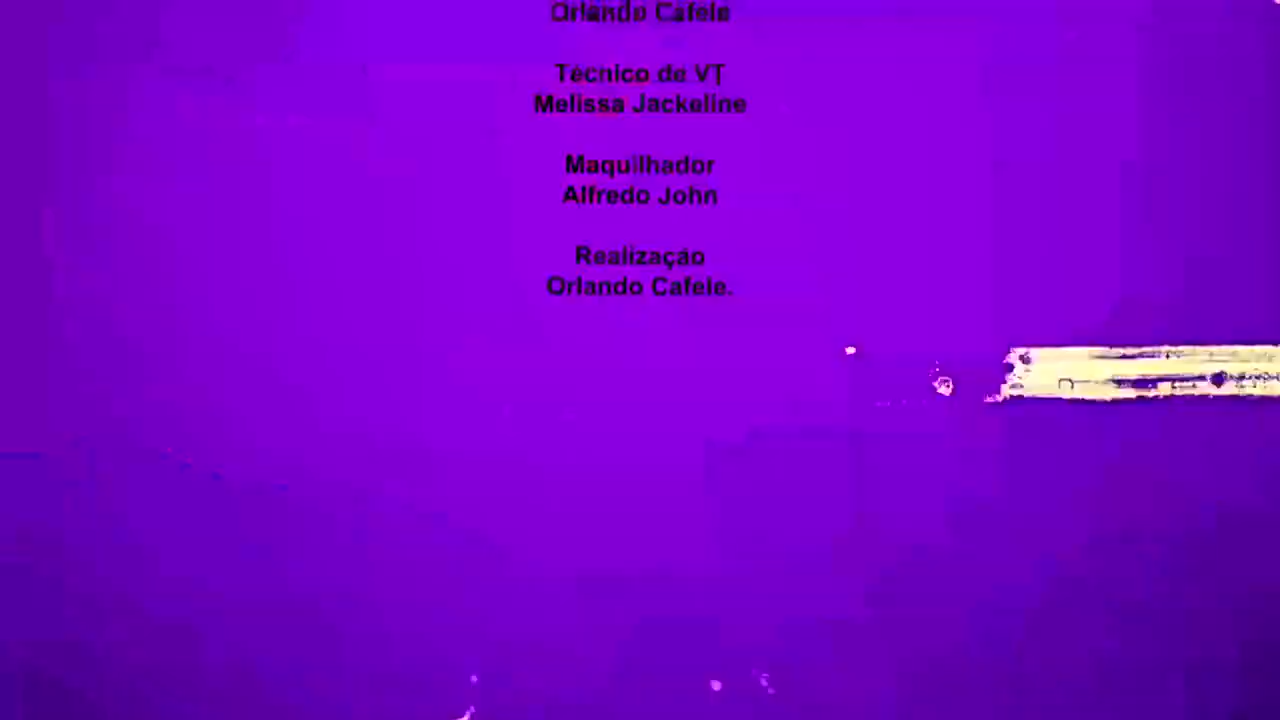 Orlando Cafele
Técnico de VT
Melissa Jackeline
Maquilhador
Alfredo John
Realização
Orlando Cafele.